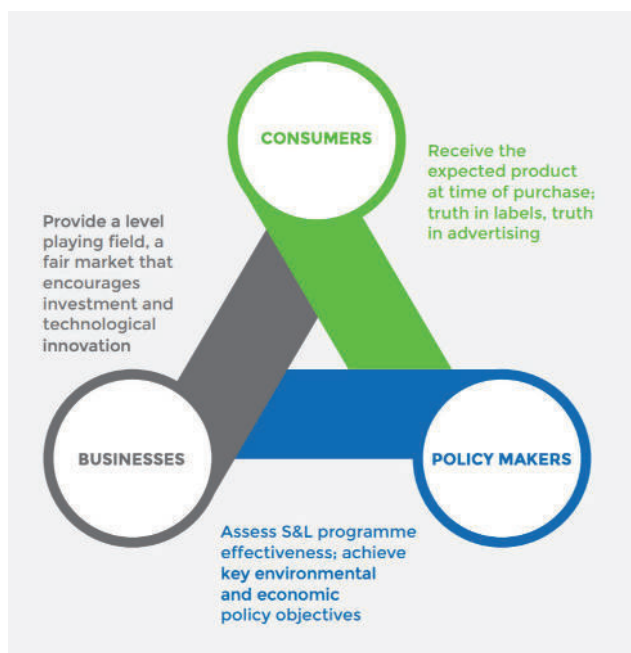 CONSUMERS
Receive the
expected product
at time of purchase;
truth in labels, truth
in advertising
Provide a level
playing field, a
fair market that
encourages
investment and
technological
innovation
BUSINESSES
POLICY MAKERS
Assess S&L programme
effectiveness; achieve
key environmental
and economic
policy objectives